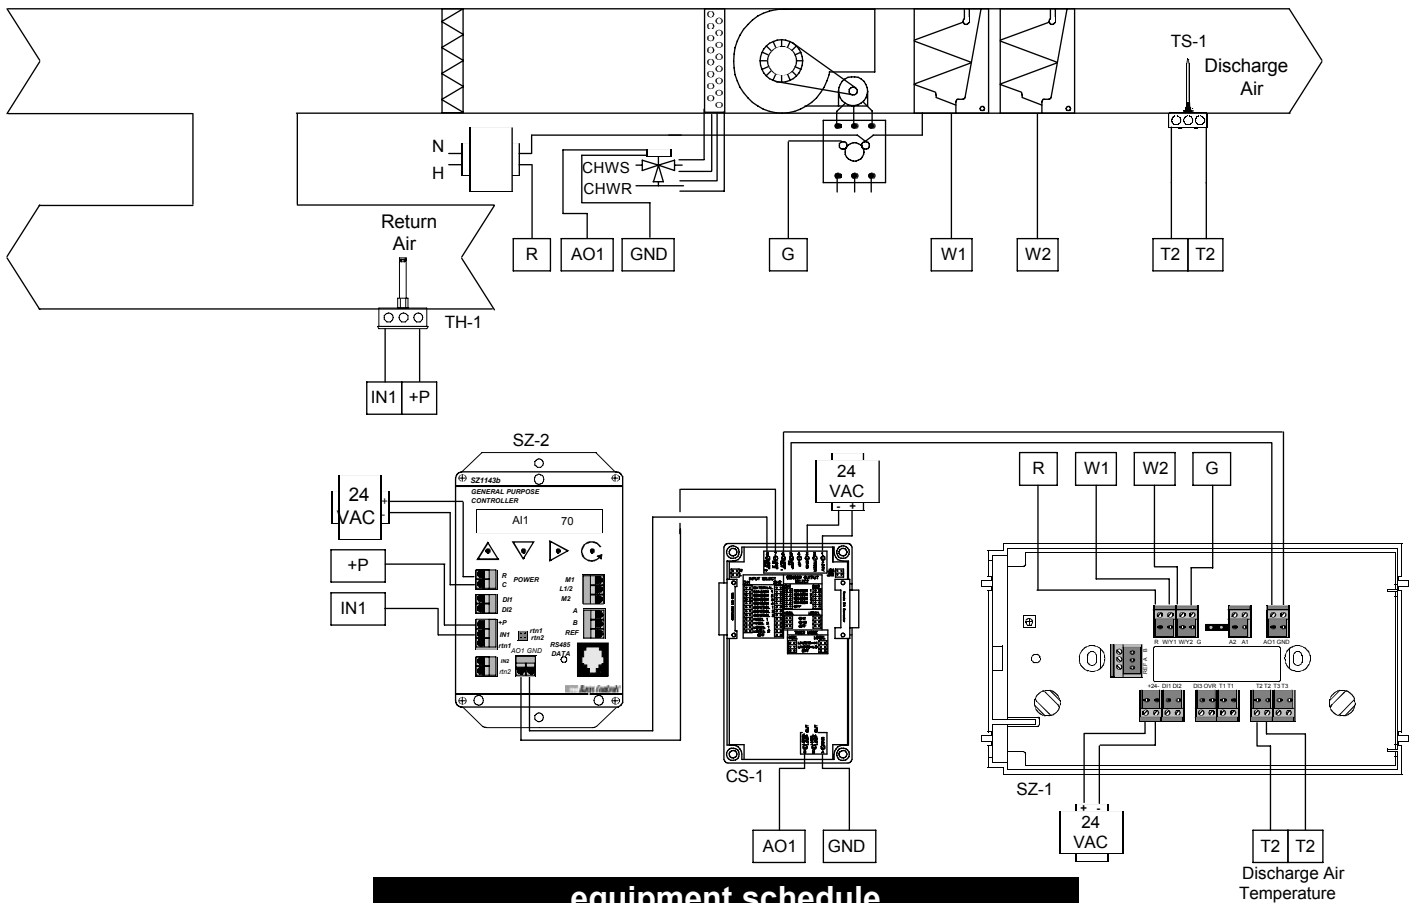 TS-1
Discharge
Air
N
H
CHWS
CHWR
Return
Air
R
AO1
GND
G
W1
W2
T2
T2
TH-1
IN1
+P
SZ-2
24
VAC
+P
IN1
SZ1143b
GENERAL PURPOSE
CONTROLLER
AI1 70
R
C
POWER
DI1
DI2
+P
IN1
rtn1
IN2
rtn2
rtn1
rtn2
AO1 GND
M1
L1/2
M2
A
B
REF
RS485
DATA
+
-
24
VAC
- +
INPUT SELECT
CS-1
AO1
GND
R
W1
W2
G
R W/Y1 W/Y2 G
A2 A1
AO1 GND
REF A B
+24- DI1 DI2
DI3 OVR T1 T1
T2 T2 T3 T3
SZ-1
+ -
24
VAC
T2
T2
Discharge Air
Temperature
equipment schedule